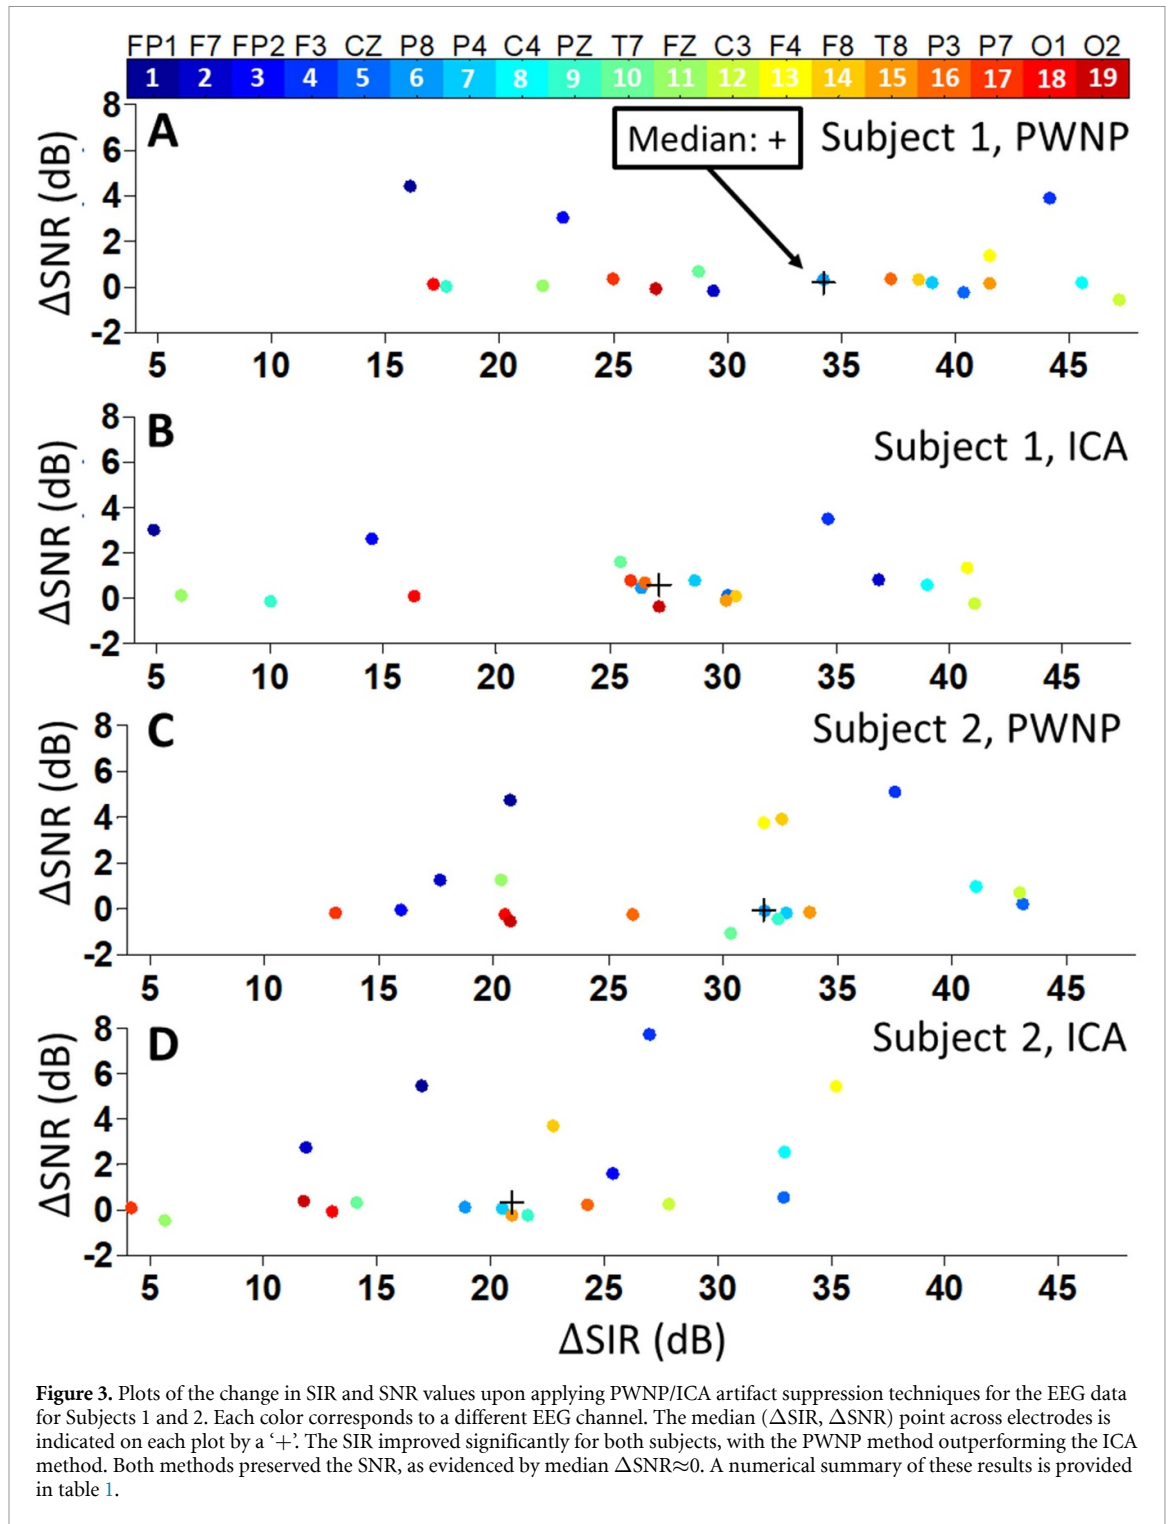 FP1 F7 FP2 F3 CZ P8 P4 C4 PZ T7 FZ C3 F4 F8 T8 P3 P7 O1 O2
1 2 3 4 5 6 7 8 9 10 11 12 13 14 15 16 17 18 19
A
Median: +
Subject 1, PWNP
ΔSNR (dB)
8
6
4
2
0
-2
5 10 15 20 25 30 35 40 45
B
Subject 1, ICA
ΔSNR (dB)
8
6
4
2
0
-2
5 10 15 20 25 30 35 40 45
C
Subject 2, PWNP
ΔSNR (dB)
8
6
4
2
0
-2
5 10 15 20 25 30 35 40 45
D
Subject 2, ICA
ΔSNR (dB)
8
6
4
2
0
-2
5 10 15 20 25 30 35 40 45
ΔSIR (dB)
Figure 3. Plots of the change in SIR and SNR values upon applying PWNP/ICA artifact suppression techniques for the EEG data
for Subjects 1 and 2. Each color corresponds to a different EEG channel. The median (ΔSIR, ΔSNR) point across electrodes is
indicated on each plot by a ‘+’. The SIR improved significantly for both subjects, with the PWNP method outperforming the ICA
method. Both methods preserved the SNR, as evidenced by median ΔSNR≈0. A numerical summary of these results is provided
in table 1.